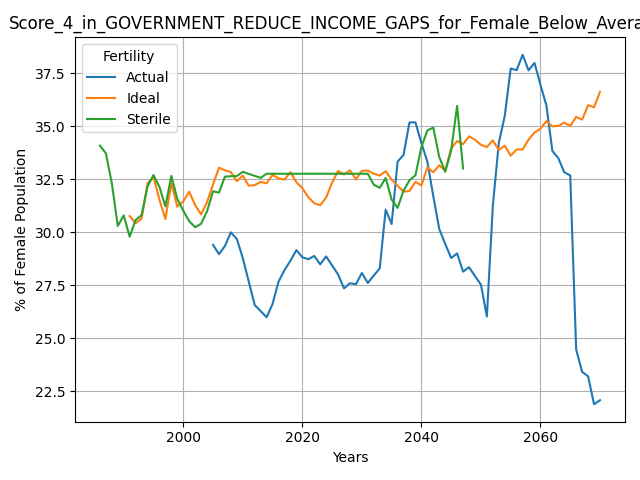 Score_4_in_GOVERNMENT_REDUCE_INCOME_GAPS_for_Female_Below_Avera
Fertility
Actual
Ideal
Sterile
37.5
35.0
32.5
30.0
27.5
25.0
22.5
% of Female Population
2000 2020 2040 2060
Years